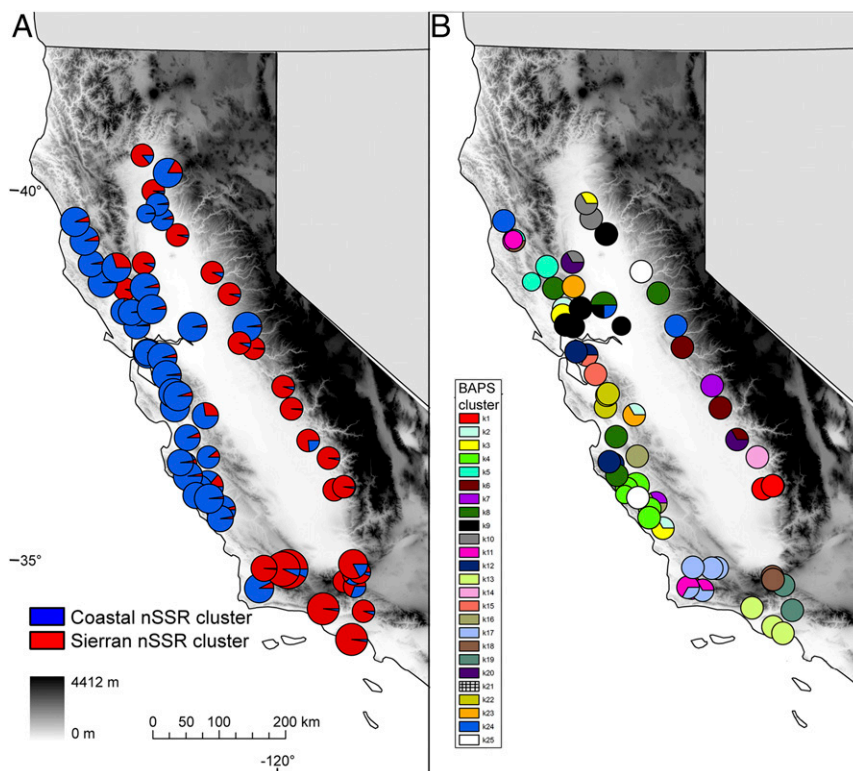 A
B
–40°
–35°
Coastal nSSR cluster
Sierran nSSR cluster
4412 m
0 m
0 50 100 200 km
–120°
BAPS
cluster
k1
k2
k3
k4
k5
k6
k7
k8
k9
k10
k11
k12
k13
k14
k15
k16
k17
k18
k19
k20
k21
k22
k23
k24
k25